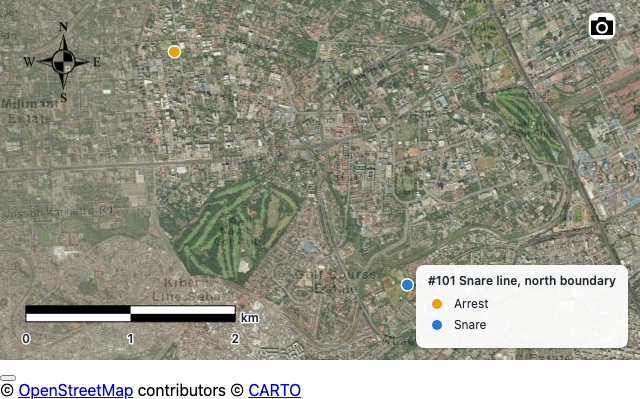 N
W E
S
Milimani
Estate
Kibera
Golf Course
Estate
#101 Snare line, north boundary
Arrest
Snare
km
0 1 2
© OpenStreetMap contributors © CARTO